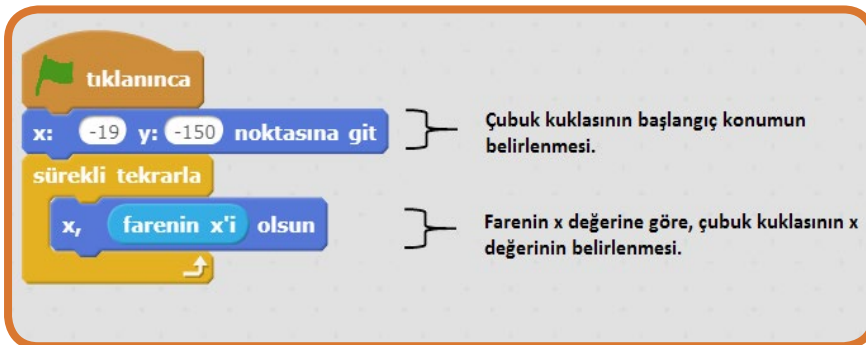 tıklanınca
x: -19 y: -150 noktasına git
Çubuk kuklasının başlangıç konumun
belirlenmesi.
sürekli tekrarla
x, farenin x'i olsun
Farenin x değerine göre, çubuk kuklasının x
değerinin belirlenmesi.